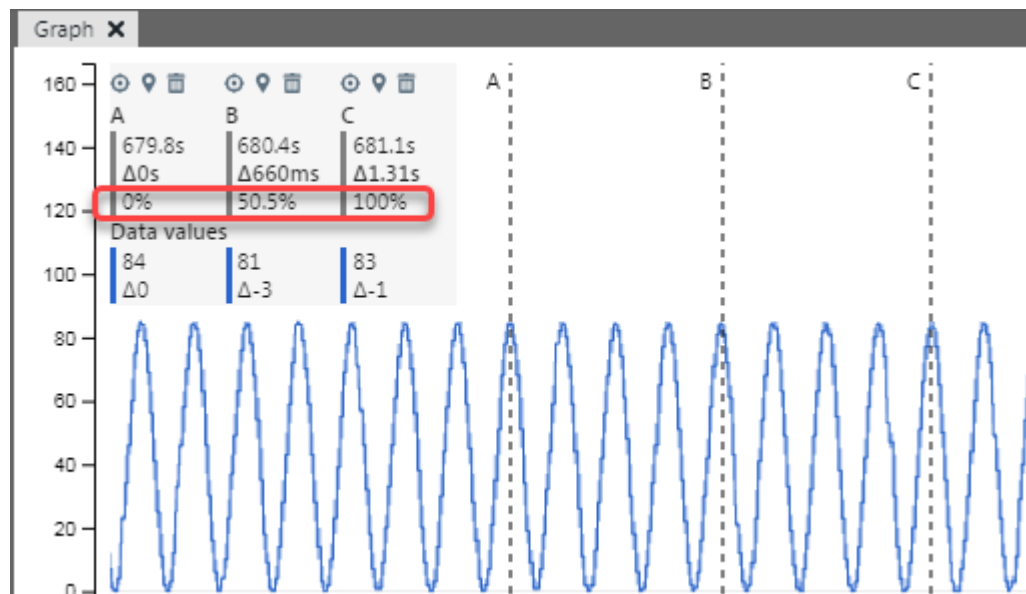 Graph
160
140
120
100
80
60
40
20
0
A B C
679.8s 680.4s 681.1s
Δ0s Δ660ms Δ1.31s
0% 50.5% 100%
Data values
84 81 83
Δ0 Δ-3 Δ-1
A B C